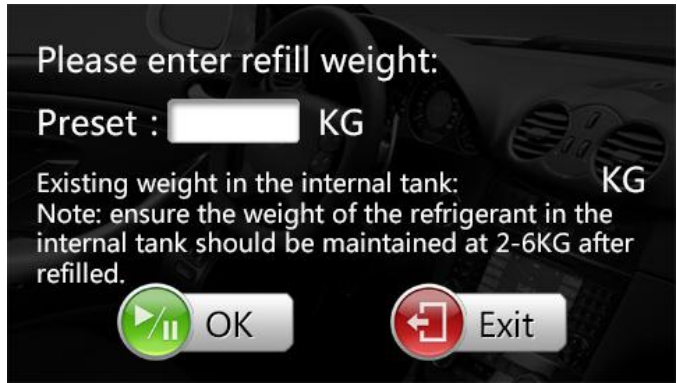 Please enter refill weight:
Preset : KG
Existing weight in the internal tank: KG
Note: ensure the weight of the refrigerant in the
internal tank should be maintained at 2-6KG after
refilled.
OK Exit